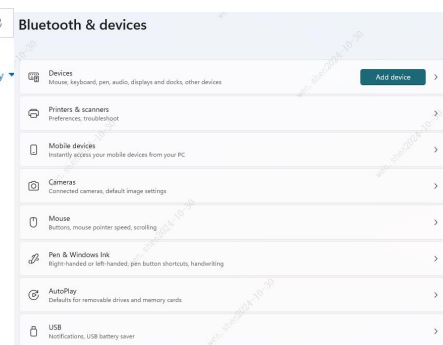 Bluetooth & devices
Devices
Mouse, keyboard, pen, audio, displays and docks, other devices
Add device
Printers & scanners
Preferences, troubleshoot
Mobile devices
Instantly access your mobile devices from your PC
Cameras
Connected cameras, default image settings
Mouse
Buttons, mouse pointer speed, scrolling
Pen & Windows Ink
Right-handed or left-handed, pen button shortcuts, handwriting
AutoPlay
Defaults for removable drives and memory cards
USB
Notifications, USB battery saver